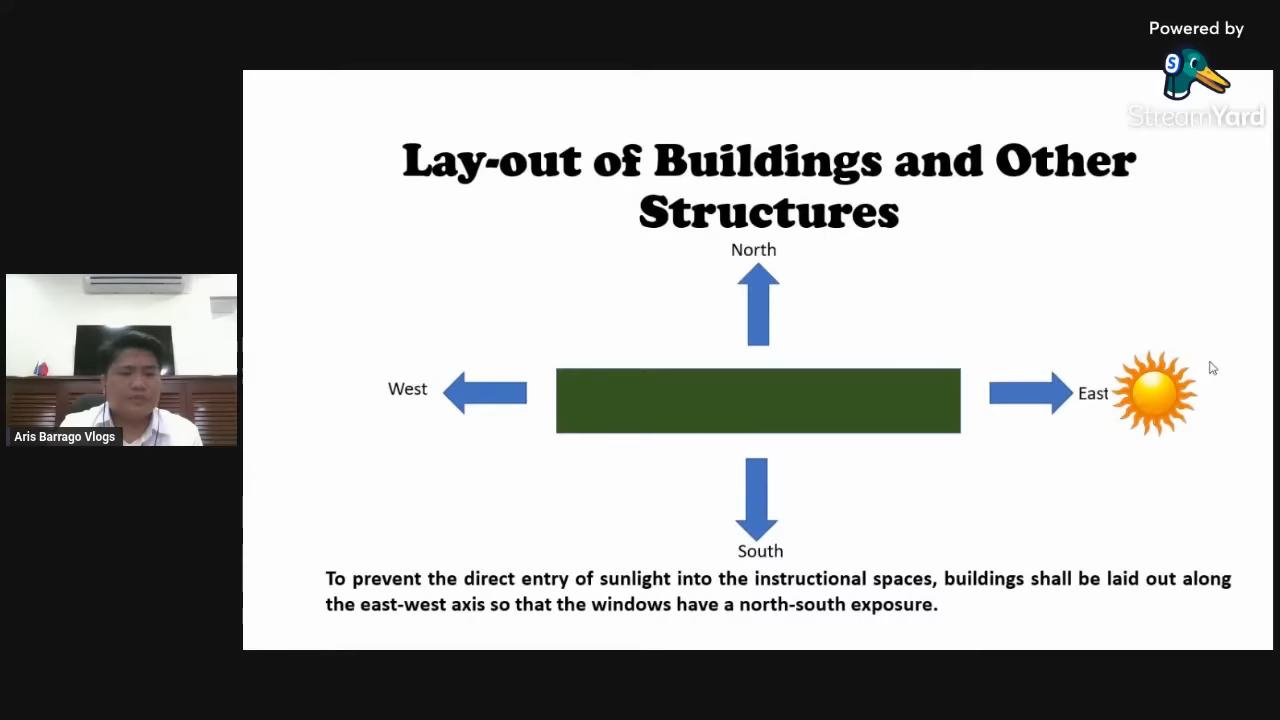 Powered by
StreamYard
Lay-out of Buildings and Other
Structures
North
West
East
South
Aris Barrago Vlogs
To prevent the direct entry of sunlight into the instructional spaces, buildings shall be laid out along
the east-west axis so that the windows have a north-south exposure.